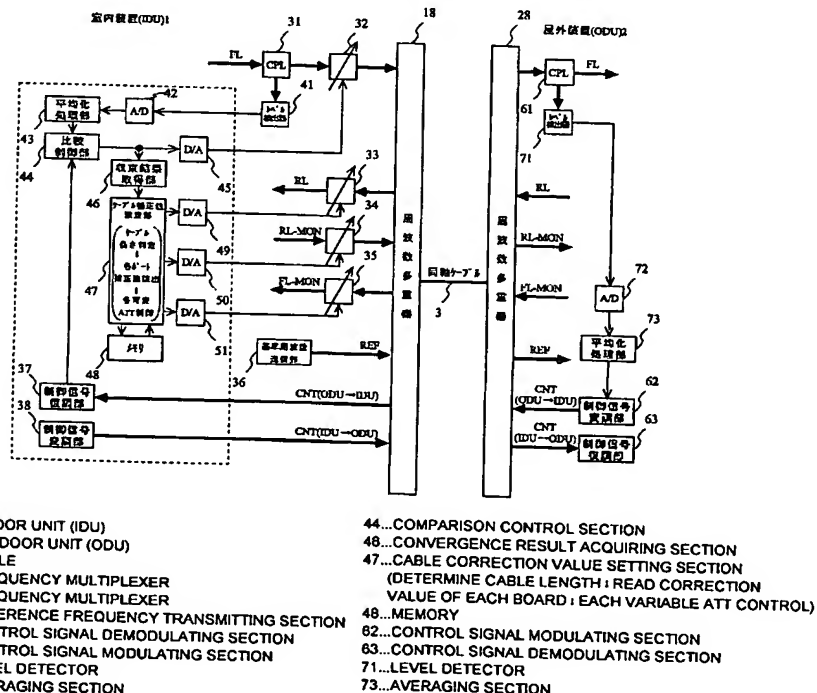 室内装置(IDU)1
31
32
18
28
屋外装置(ODU)2
FL
CPL
CPL
FL
42
41
61
平均化
処理部
A/D
レベル
検出器
71
43
比較
制御部
D/A
44
45
33
収束結果
取得部
46
RL
34
RL
ケーブル補正値
設定部
D/A
49
RL-MON
35
RL-MON
47
D/A
50
FL-MON
FL-MON
ケーブル
長さ判定
↓
各ボード
補正値読出
↓
各可変
ATT制御
D/A
51
周波数多重器
同軸ケーブル
3
周波数多重器
72
A/D
メモリ
48
基準周波数
送信部
36
REF
REF
平均化
処理部
73
37
制御信号
復調部
CNT(ODU→IDU)
CNT
(ODU→IDU)
制御信号
変調部
62
38
制御信号
変調部
CNT(IDU→ODU)
CNT
(IDU→ODU)
制御信号
復調部
63
OOR UNIT (IDU)
DOOR UNIT (ODU)
LE
QUENCY MULTIPLEXER
QUENCY MULTIPLEXER
ERENCE FREQUENCY TRANSMITTING SECTION
TROL SIGNAL DEMODULATING SECTION
TROL SIGNAL MODULATING SECTION
EL DETECTOR
RAGING SECTION
44...COMPARISON CONTROL SECTION
46...CONVERGENCE RESULT ACQUIRING SECTION
47...CABLE CORRECTION VALUE SETTING SECTION
(DETERMINE CABLE LENGTH ; READ CORRECTION
VALUE OF EACH BOARD ; EACH VARIABLE ATT CONTROL)
48...MEMORY
62...CONTROL SIGNAL MODULATING SECTION
63...CONTROL SIGNAL DEMODULATING SECTION
71...LEVEL DETECTOR
73...AVERAGING SECTION